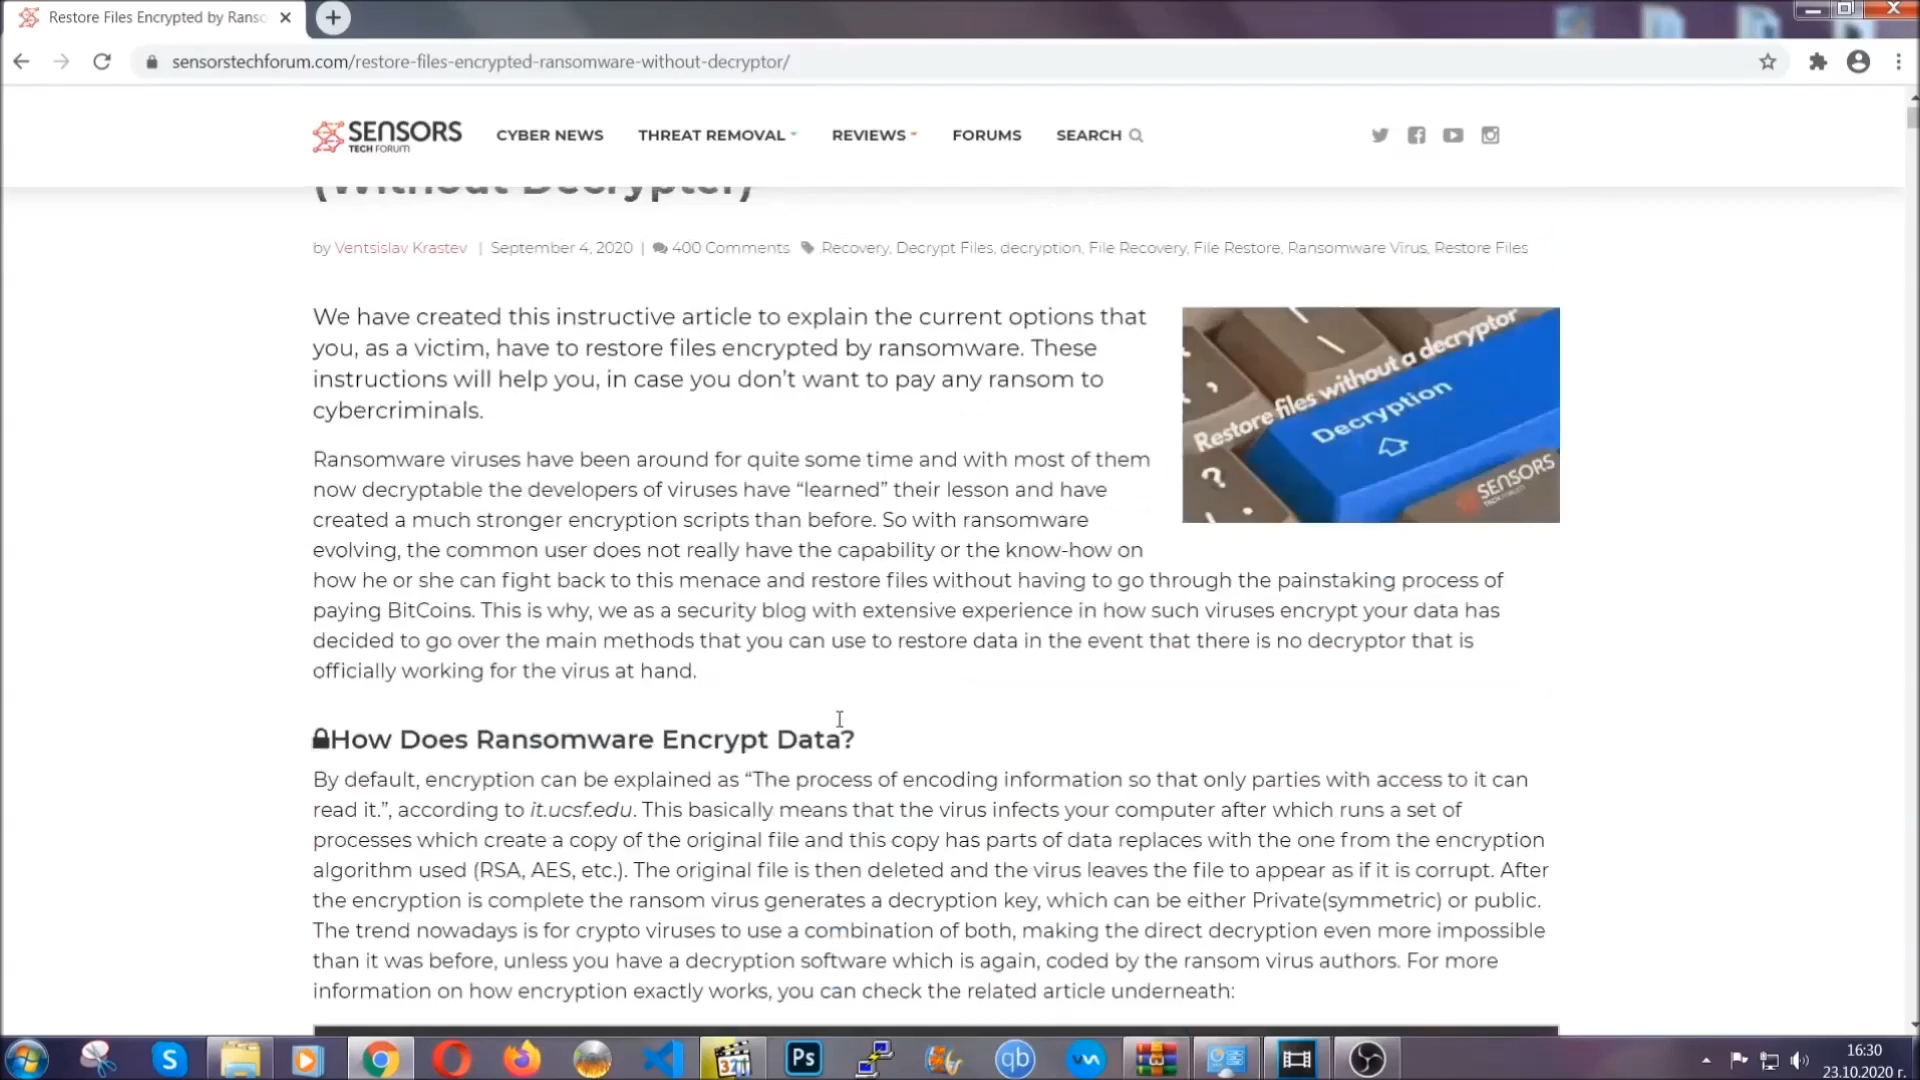 Restore Files Encrypted by Ranso
sensorstechforum.com/restore-files-encrypted-ransomware-without-decryptor/
SENSORS
TECH FORUM
CYBER NEWS THREAT REMOVAL REVIEWS FORUMS SEARCH
(Without Decrypter)
by Ventsislav Krastev | September 4, 2020 | 400 Comments Recovery, Decrypt Files, decryption, File Recovery, File Restore, Ransomware Virus, Restore Files
We have created this instructive article to explain the current options that
you, as a victim, have to restore files encrypted by ransomware. These
instructions will help you, in case you don’t want to pay any ransom to
cybercriminals.
Restore files without a decryptor
Decryption
SENSORS
Ransomware viruses have been around for quite some time and with most of them
now decryptable the developers of viruses have “learned” their lesson and have
created a much stronger encryption scripts than before. So with ransomware
evolving, the common user does not really have the capability or the know-how on
how he or she can fight back to this menace and restore files without having to go through the painstaking process of
paying BitCoins. This is why, we as a security blog with extensive experience in how such viruses encrypt your data has
decided to go over the main methods that you can use to restore data in the event that there is no decryptor that is
officially working for the virus at hand.
How Does Ransomware Encrypt Data?
By default, encryption can be explained as “The process of encoding information so that only parties with access to it can
read it.”, according to it.ucsf.edu. This basically means that the virus infects your computer after which runs a set of
processes which create a copy of the original file and this copy has parts of data replaces with the one from the encryption
algorithm used (RSA, AES, etc.). The original file is then deleted and the virus leaves the file to appear as if it is corrupt. After
the encryption is complete the ransom virus generates a decryption key, which can be either Private(symmetric) or public.
The trend nowadays is for crypto viruses to use a combination of both, making the direct decryption even more impossible
than it was before, unless you have a decryption software which is again, coded by the ransom virus authors. For more
information on how encryption exactly works, you can check the related article underneath:
S
321
Ps
qb
16:30
23.10.2020 г.